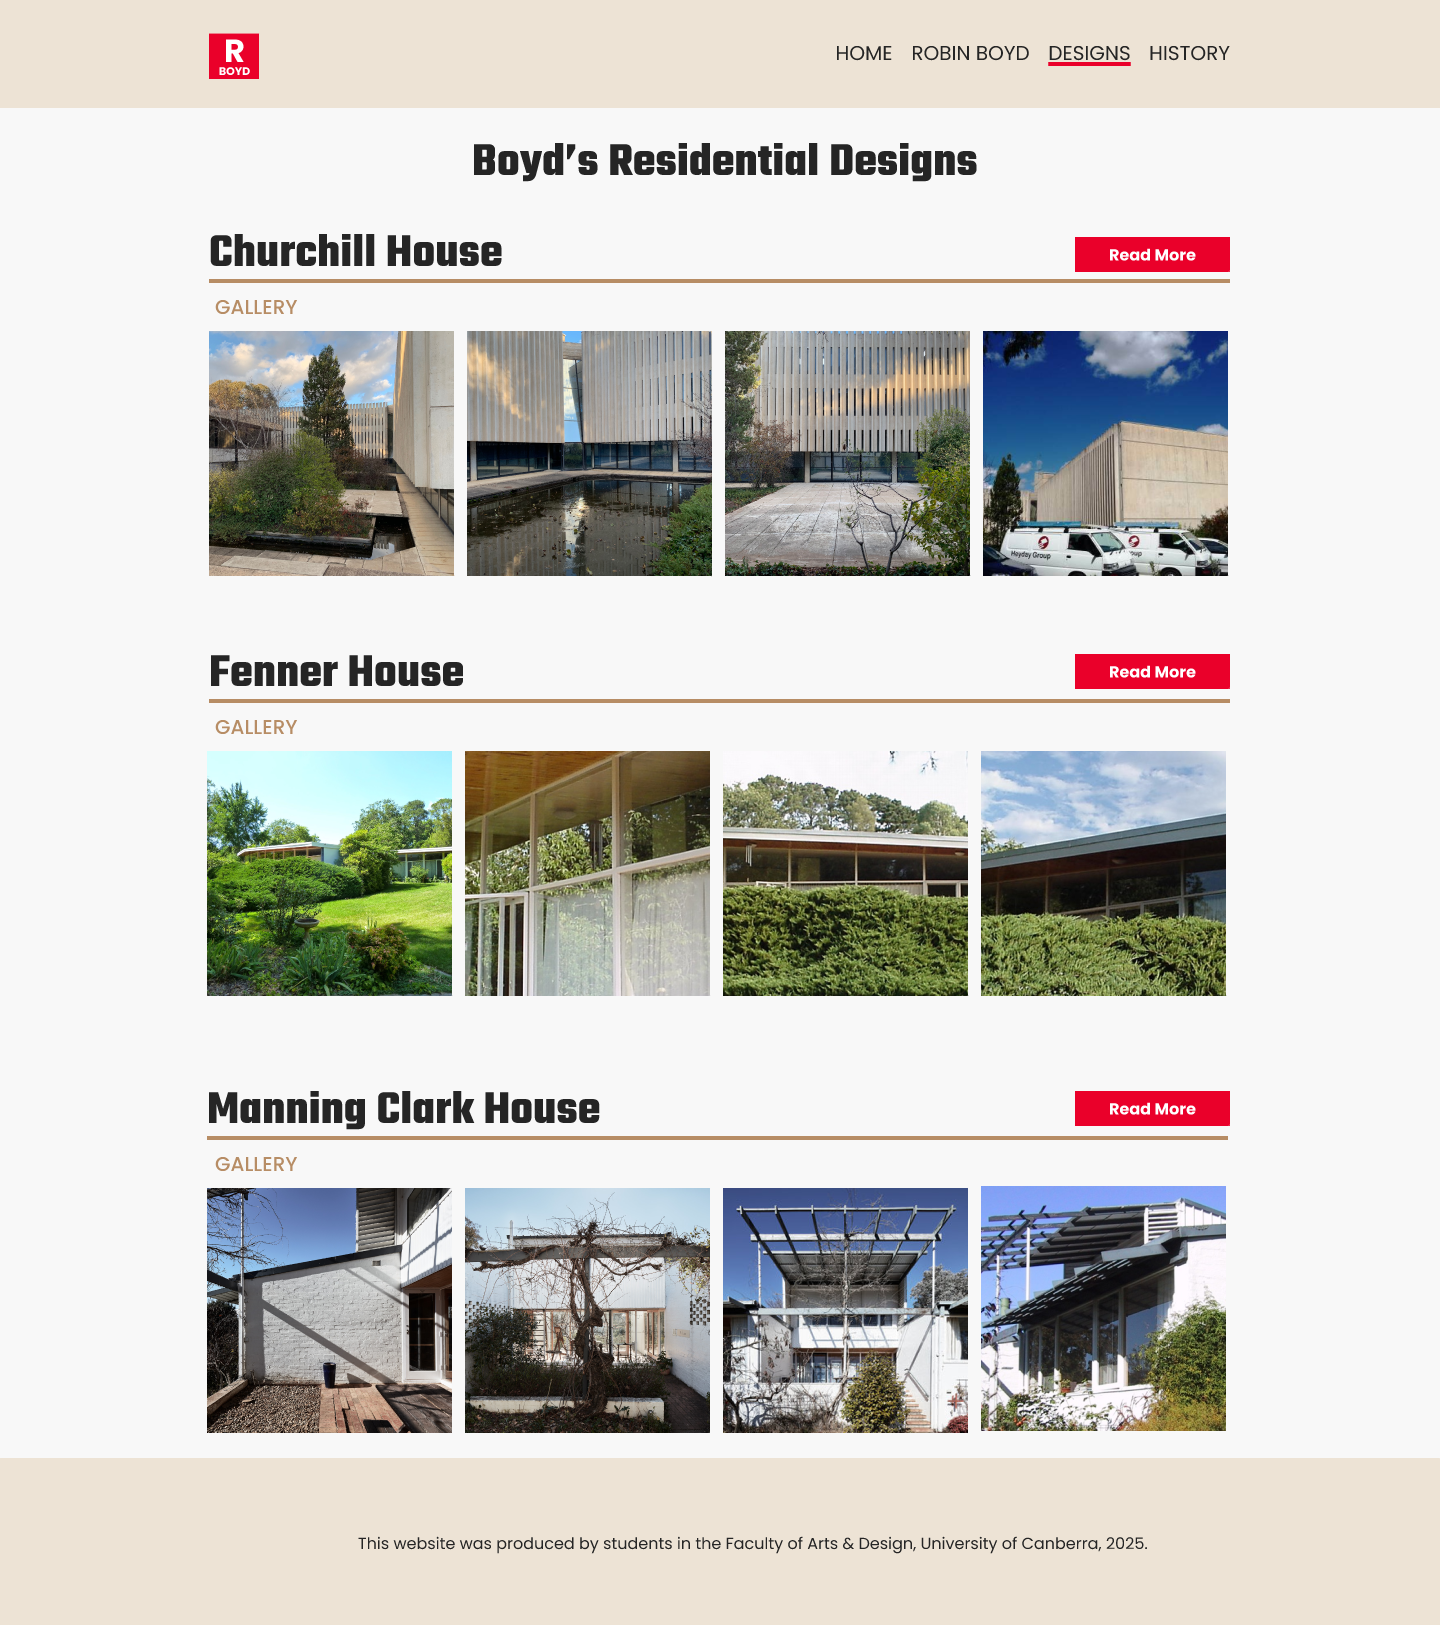 R
BOYD
HOME ROBIN BOYD DESIGNS HISTORY
Boyd’s Residential Designs
Churchill House
Read More
GALLERY
Heyday Group
oup
Fenner House
Read More
GALLERY
Manning Clark House
Read More
GALLERY
This website was produced by students in the Faculty of Arts & Design, University of Canberra, 2025.